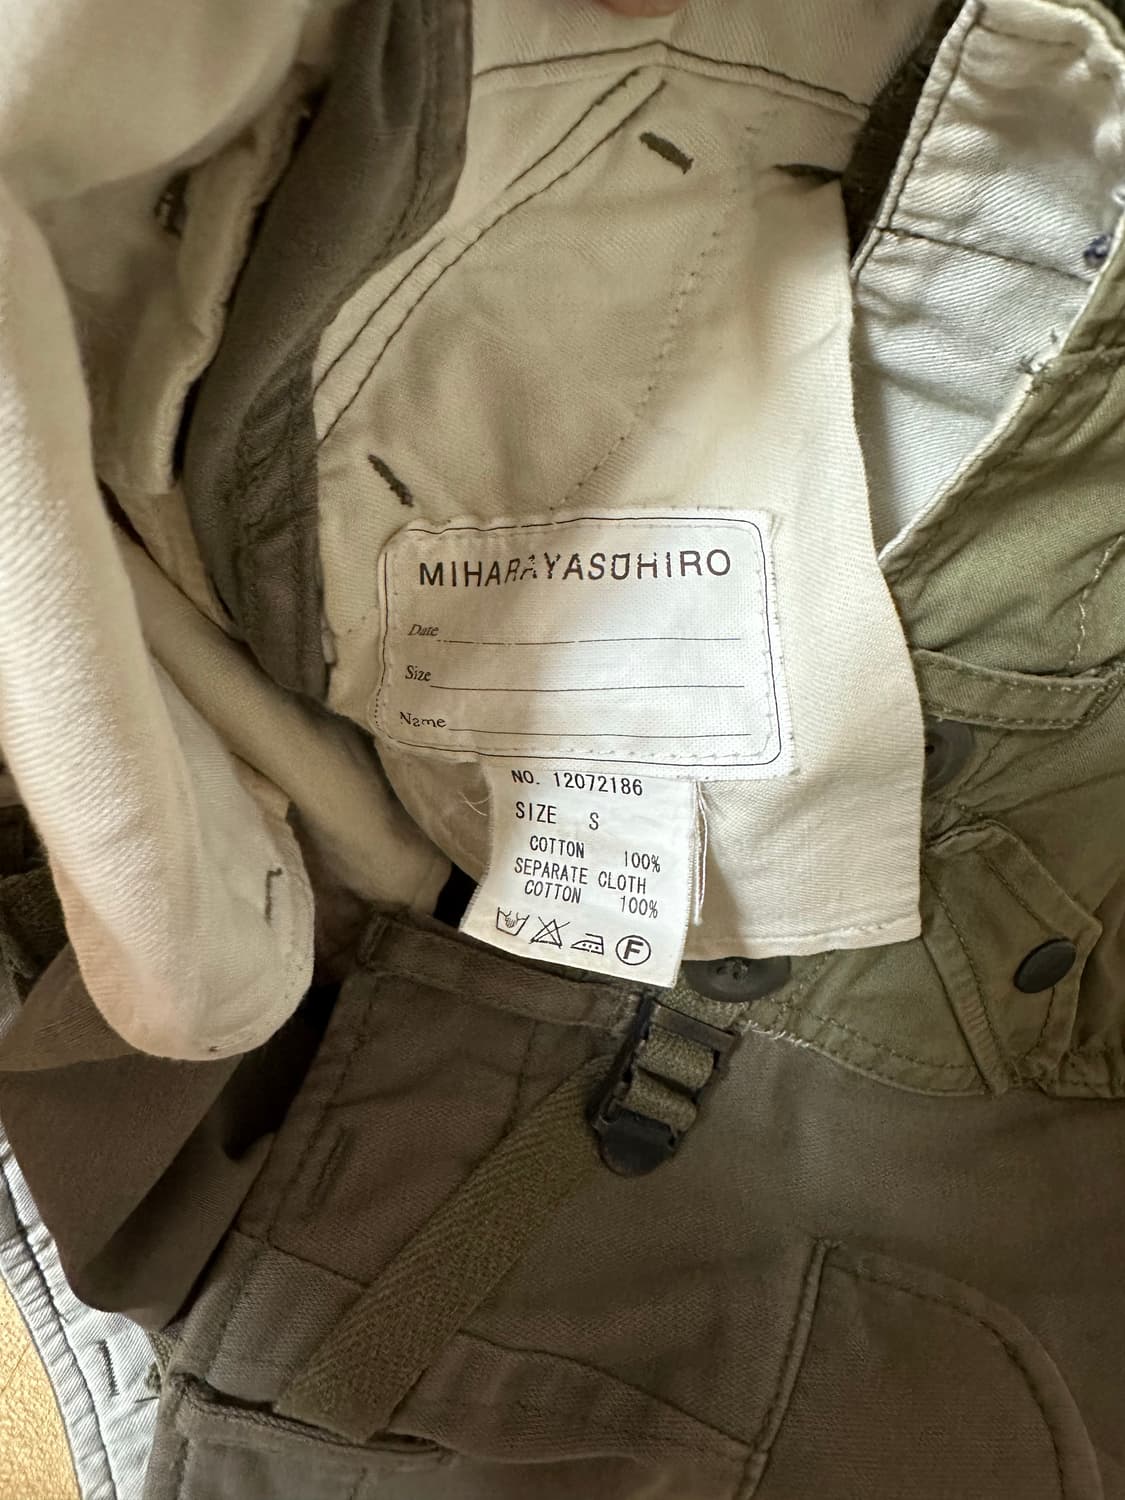 MIHARAYASUHIRO
Date
Size
Name
NO. 12072186
SIZE S
COTTON 100%
SEPARATE CLOTH
COTTON 100%
F